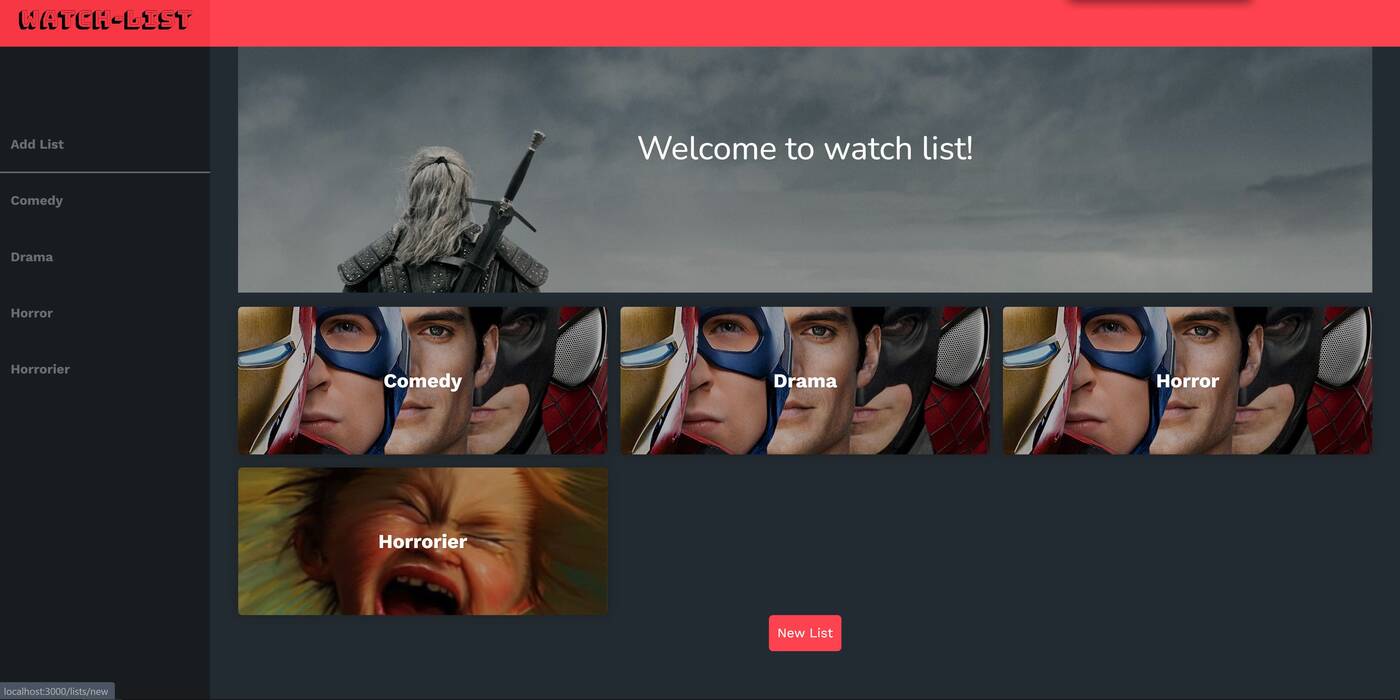 WATCH-LIST
Welcome to watch list!
Add List
Comedy
Drama
Horror
Horrorier
Comedy
Drama
Horror
Horrorier
New List
localhost:3000/lists/new